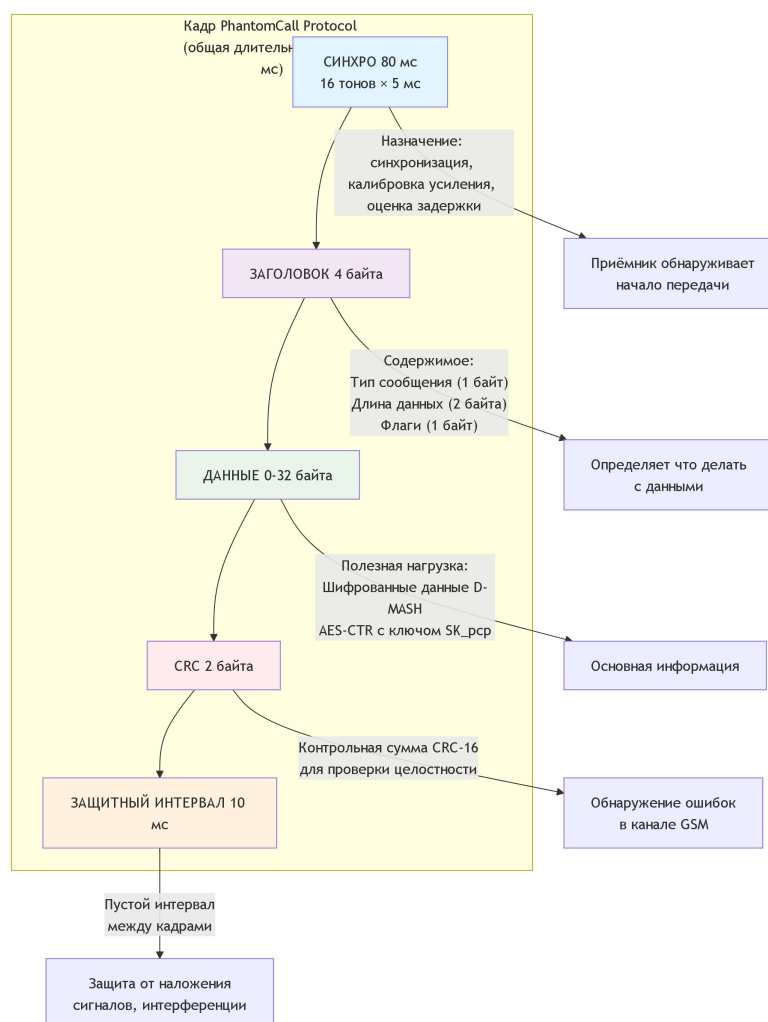 Кадр PhantomCall Protocol
(общая
мс)
СИНХРО 80 мс
16 тонов × 5 мс
Назначение:
синхронизация,
калибровка усиления,
оценка задержки
Приёмник обнаруживает
начало передачи
ЗАГОЛОВОК 4 байта
Содержимое:
Тип сообщения (1 байт)
Длина данных (2 байта)
Флаги (1 байт)
Определяет что делать
с данными
ДАННЫЕ 0-32 байта
Полезная нагрузка:
Шифрованные данные D-
MASH
AES-CTR с ключом SK_pcp
Основная информация
CRC 2 байта
Контрольная сумма CRC-16
для проверки целостности
ЗАЩИТНЫЙ ИНТЕРВАЛ 10
мс
Обнаружение ошибок
в канале GSM
Пустой интервал
между кадрами
Защита от наложения
сигналов, интерференции